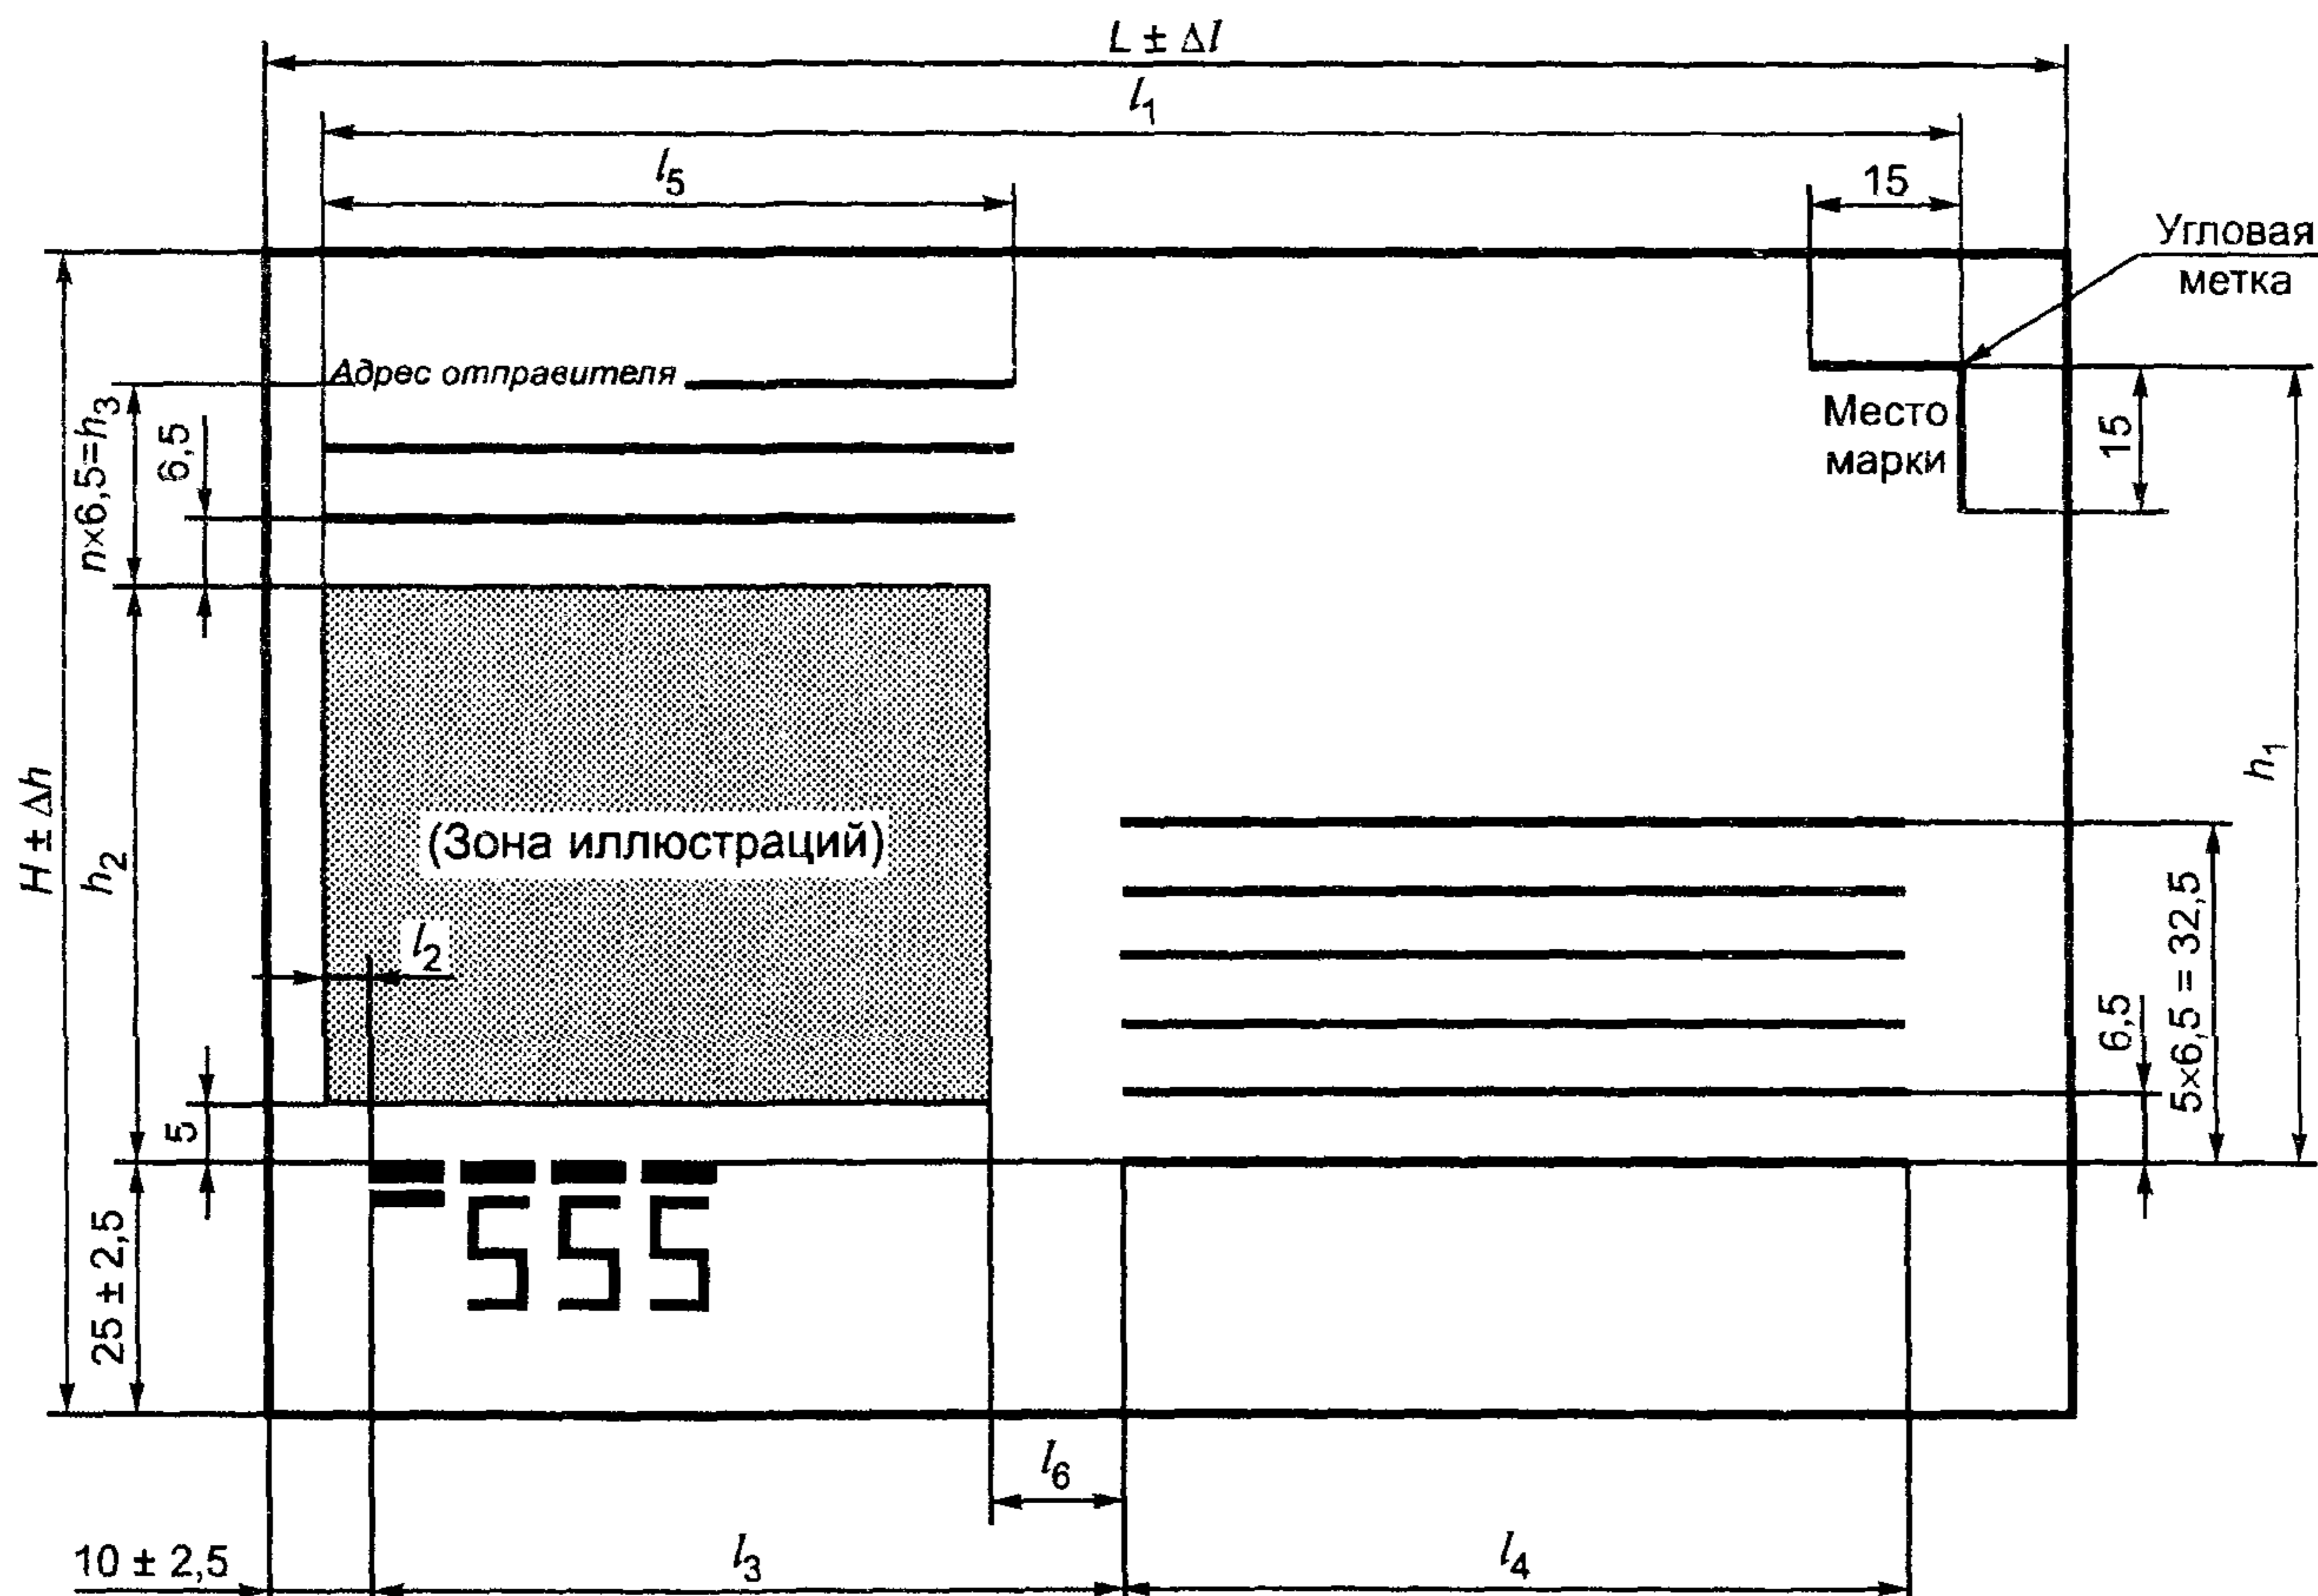 L ± Δl
l₁
l₅
15
Угловая
метка
Адрес отправителя
n×6,5=h₃
6,5
Место
марки
15
H ± Δh
h₂
h₁
(Зона иллюстраций)
l₂
5×6,5 = 32,5
6,5
5
25 ± 2,5
555
l₆
10 ± 2,5
l₃
l₄